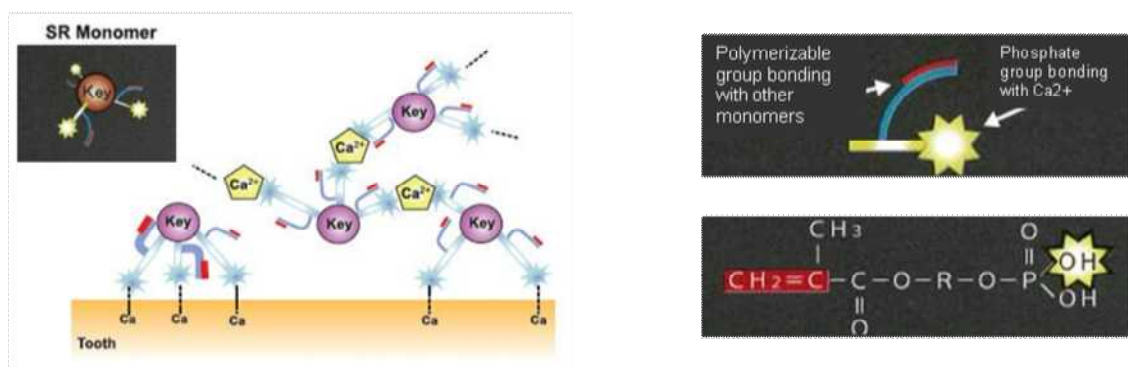 SR Monomer
Key
Key
Ca²⁺
Ca²⁺
Ca²⁺
Key
Key
Key
Ca
Ca
Ca
Ca
Ca
Tooth
Polymerizable
group bonding
with other
monomers
Phosphate
group bonding
with Ca2+
CH₃
O
CH₂=C–C–O–R–O–P
OH
OH
O